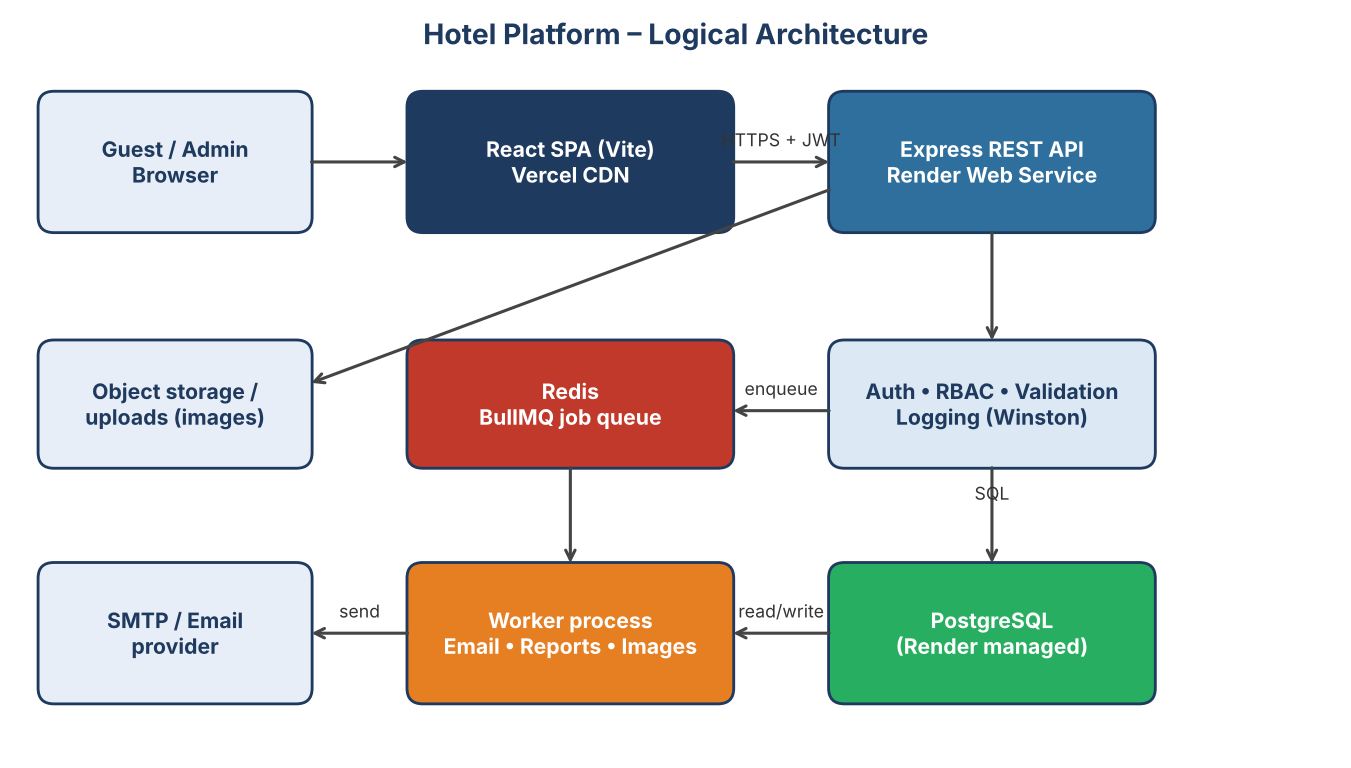 Hotel Platform – Logical Architecture
Guest / Admin
Browser
React SPA (Vite)
Vercel CDN
HTTPS + JWT
Express REST API
Render Web Service
Object storage /
uploads (images)
Redis
BullMQ job queue
enqueue
Auth • RBAC • Validation
Logging (Winston)
SQL
SMTP / Email
provider
send
Worker process
Email • Reports • Images
read/write
PostgreSQL
(Render managed)